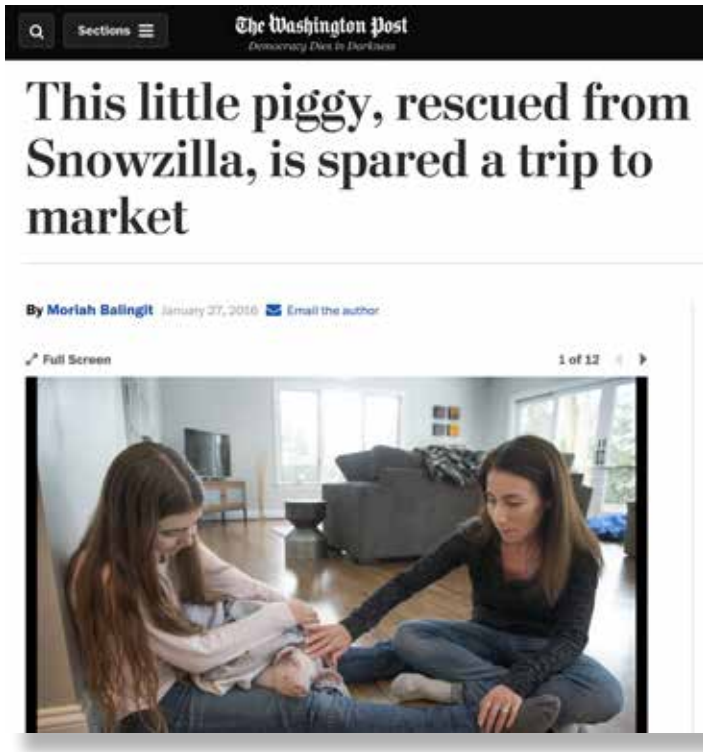 Sections
The Washington Post
Democracy Dies in Darkness
This little piggy, rescued from
Snowzilla, is spared a trip to
market
By Moriah Balingit January 27, 2016 Email the author
Full Screen 1 of 12